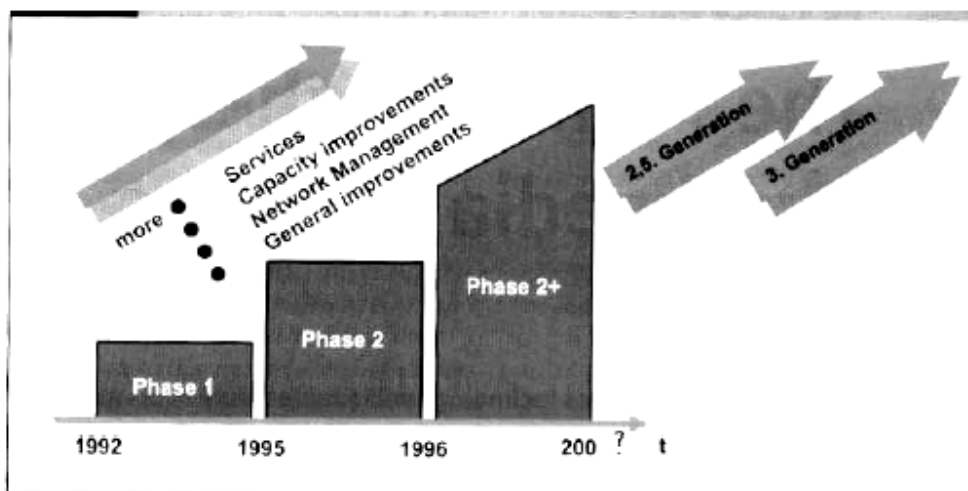 more
Services
Capacity improvements
Network Management
General improvements
2,5. Generation
3. Generation
Phase 1
Phase 2
Phase 2+
1992 1995 1996 200 ? t